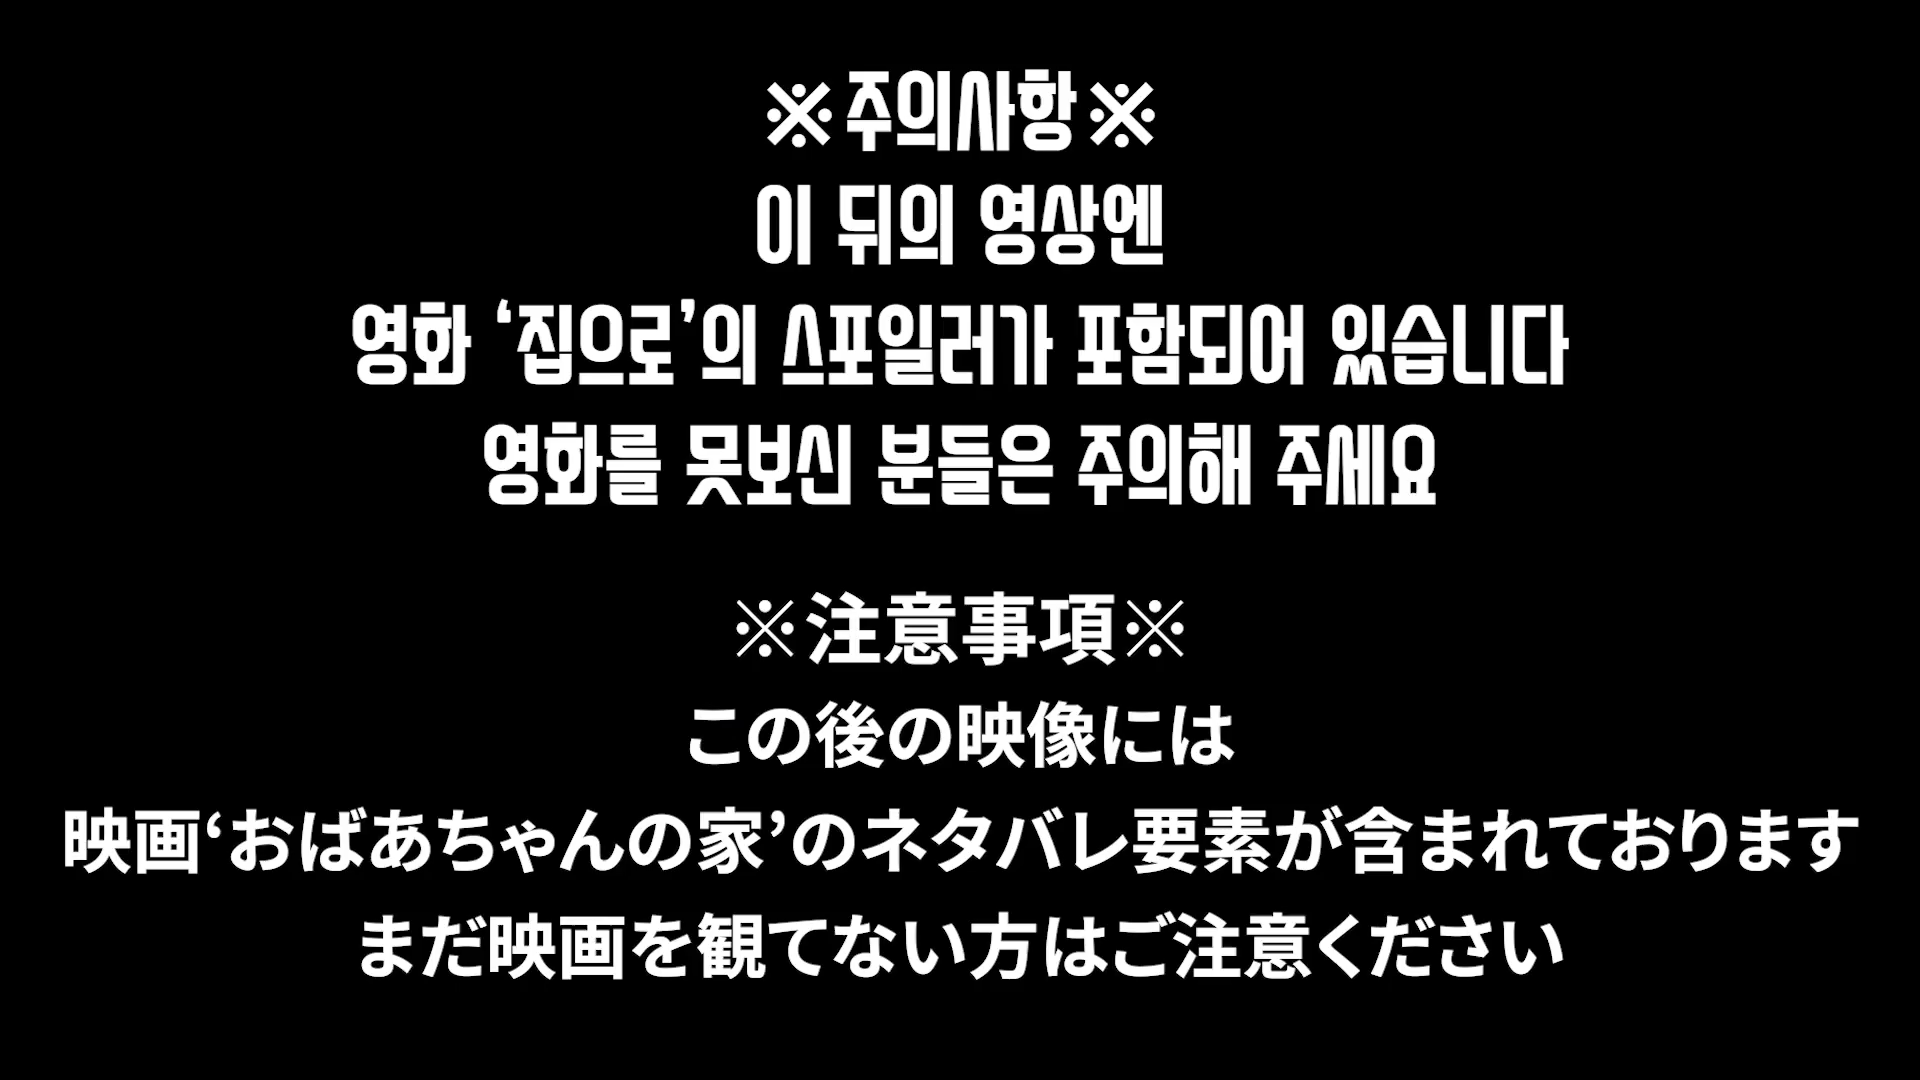 ※주의사항※
이 뒤의 영상엔
영화 ‘집으로’의 스포일러가 포함되어 있습니다
영화를 못보신 분들은 주의해 주세요
※注意事項※
この後の映像には
映画‘おばあちゃんの家’のネタバレ要素が含まれております
まだ映画を観てない方はご注意ください